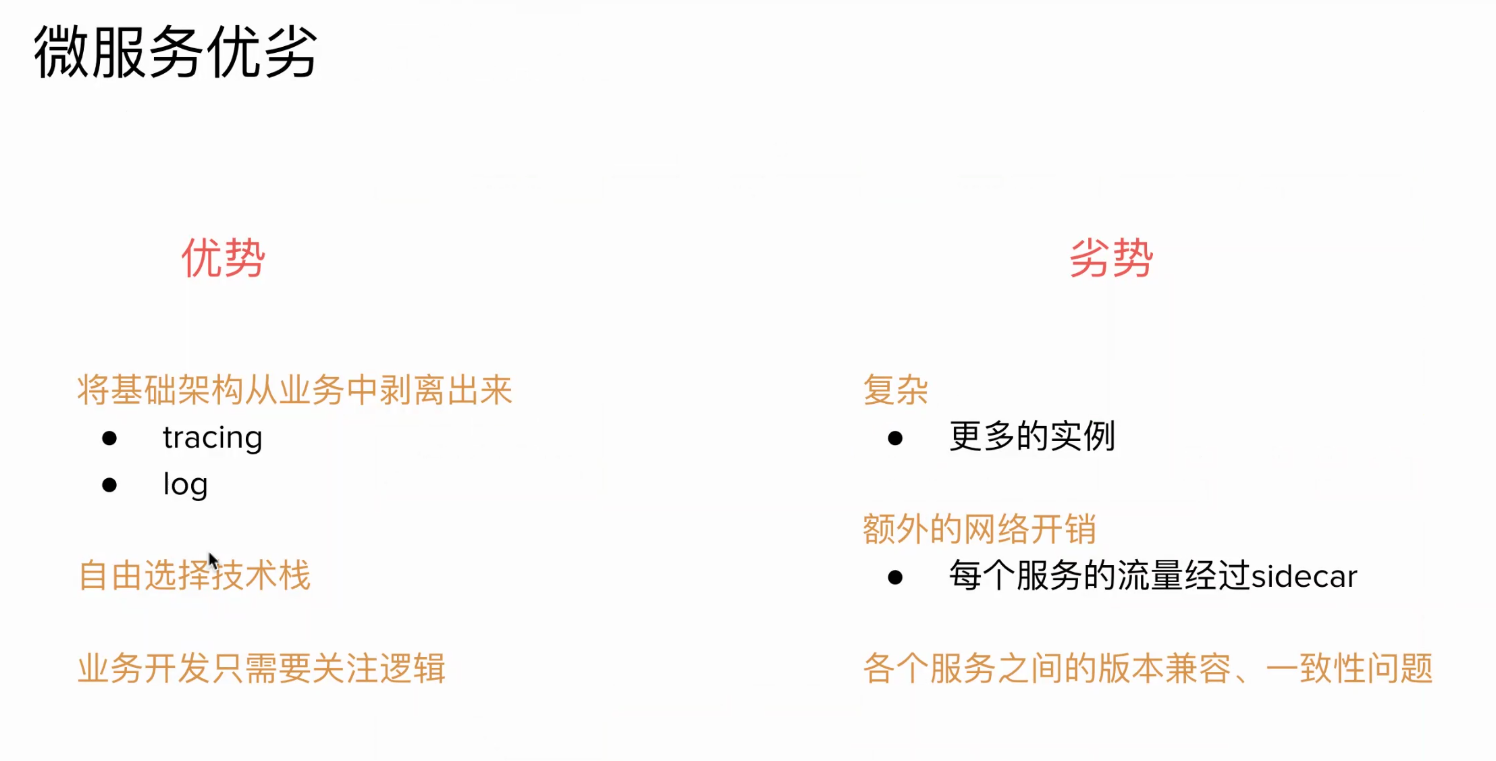 微服务优劣
优势
将基础架构从业务中剥离出来
● tracing
● log
自由选择技术栈
业务开发只需要关注逻辑
劣势
复杂
● 更多的实例
额外的网络开销
● 每个服务的流量经过sidecar
各个服务之间的版本兼容、一致性问题